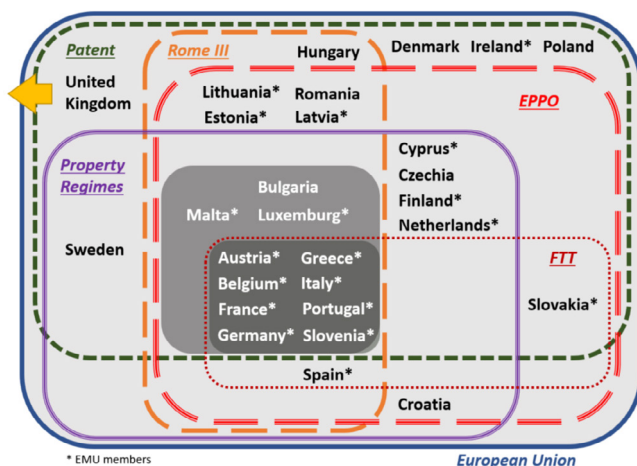 Patent
Rome III
Hungary
Denmark Ireland* Poland
United
Kingdom
Lithuania* Romania
Estonia* Latvia*
EPPO
Property
Regimes
Cyprus*
Czechia
Finland*
Netherlands*
Bulgaria
Malta* Luxemburg*
Sweden
Austria* Greece*
Belgium* Italy*
France* Portugal*
Germany* Slovenia*
FTT
Slovakia*
Spain*
Croatia
* EMU members
European Union